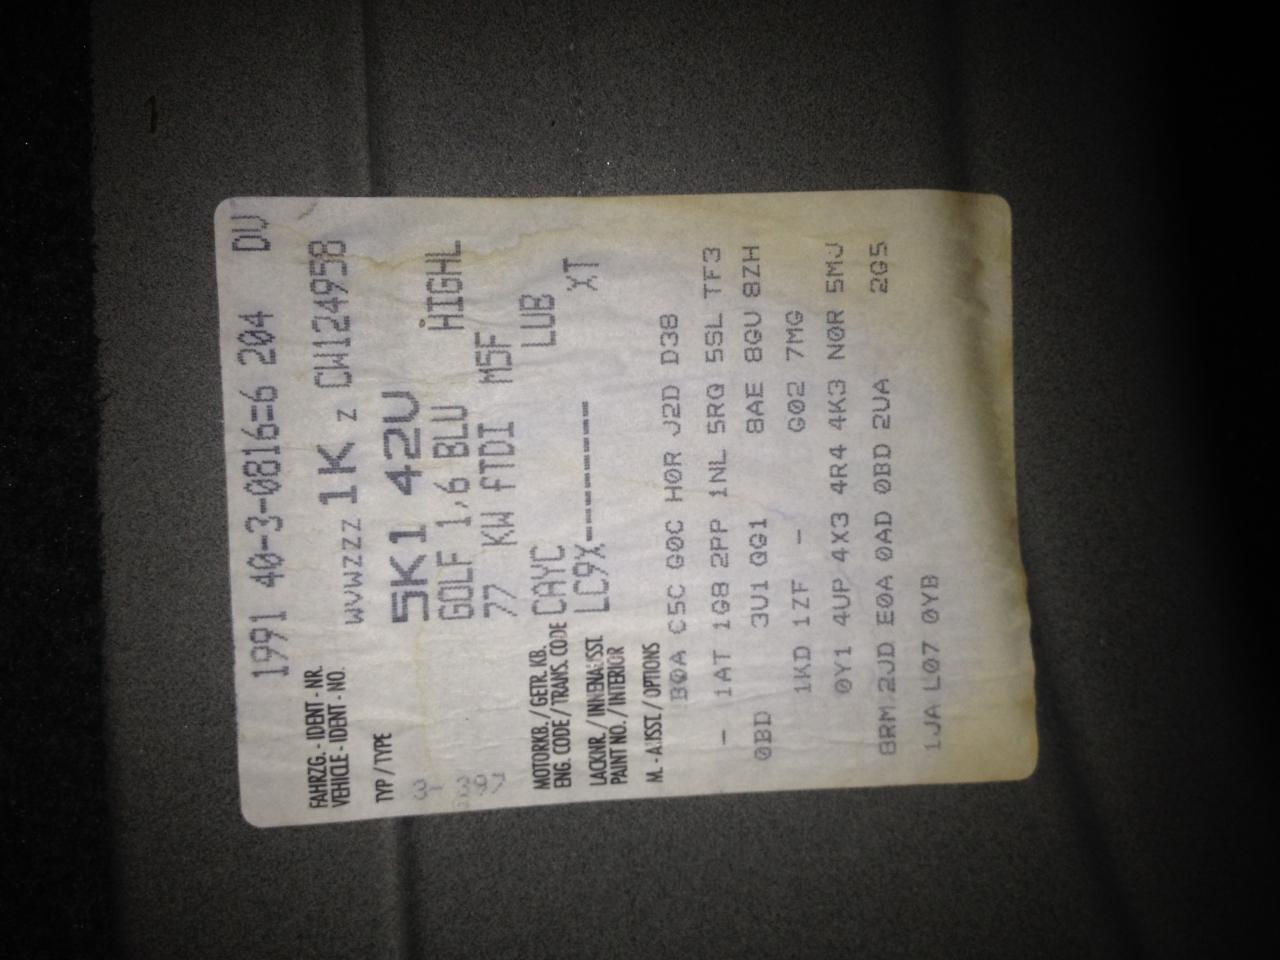 1991 40-3-0816=6 204 DU
FAHRZG. - IDENT - NR.
VEHICLE - IDENT - NO.
WVWZZZ 1K Z CW124958
TYP / TYPE
5K1 42U
GOLF 1,6 BLU HIGHL
77 KW FTDI M5F
MOTORKB. / GETR. KB.
ENG. CODE / TRANS. CODE
CAYC LUB
LACKNR. / INNENAUSST.
PAINT NO. / INTERIOR
LC9X------- XT
M. - AUSST. / OPTIONS
B0A C5C G0C H0R J2D D38
- 1AT 1G8 2PP 1NL 5RQ 5SL TF3
0BD 3U1 QG1 8AE 8GU 8ZH
1KD 1ZF - G02 7MG
0Y1 4UP 4X3 4R4 4K3 N0R 5MJ
8RM 2JD E0A 0AD 0BD 2UA 2G5
1JA L07 0YB